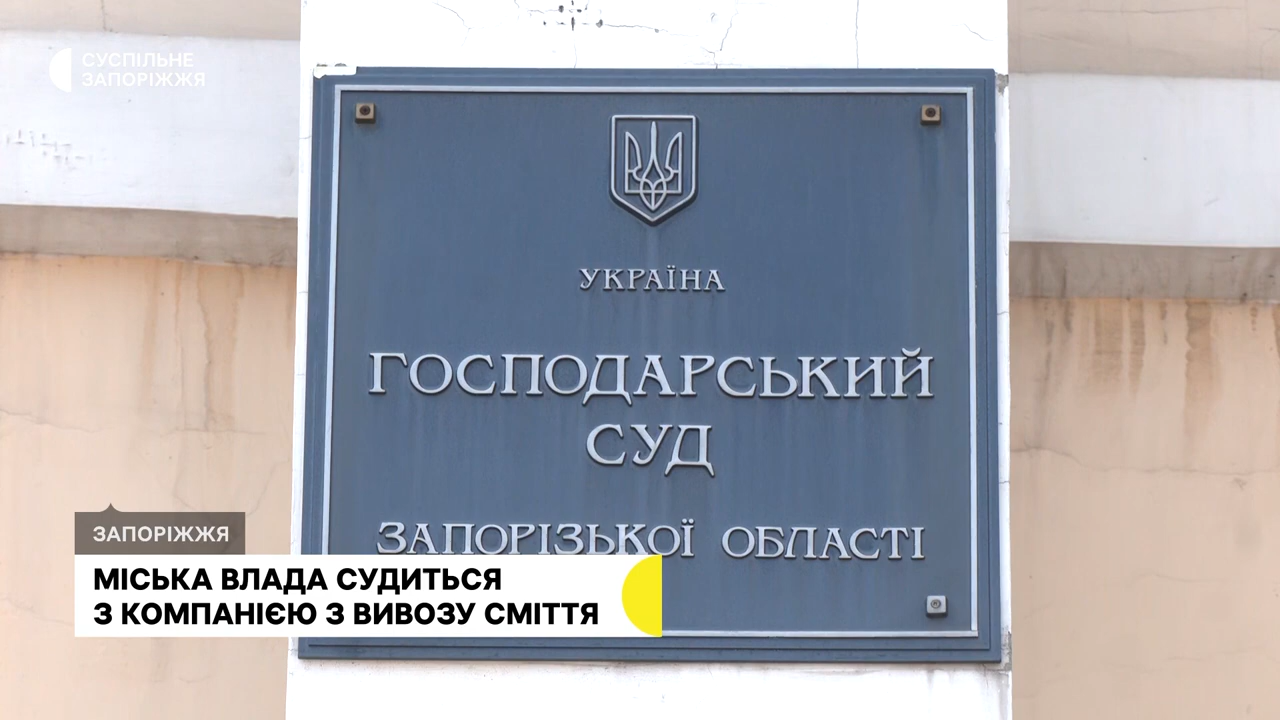 СУСПІЛЬНЕ
ЗАПОРІЖЖЯ
УКРАЇНА
ГОСПОДАРСЬКИЙ
СУД
ЗАПОРІЗЬКОЇ ОБЛАСТІ
ЗАПОРІЖЖЯ
МІСЬКА ВЛАДА СУДИТЬСЯ
З КОМПАНІЄЮ З ВИВОЗУ СМІТТЯ